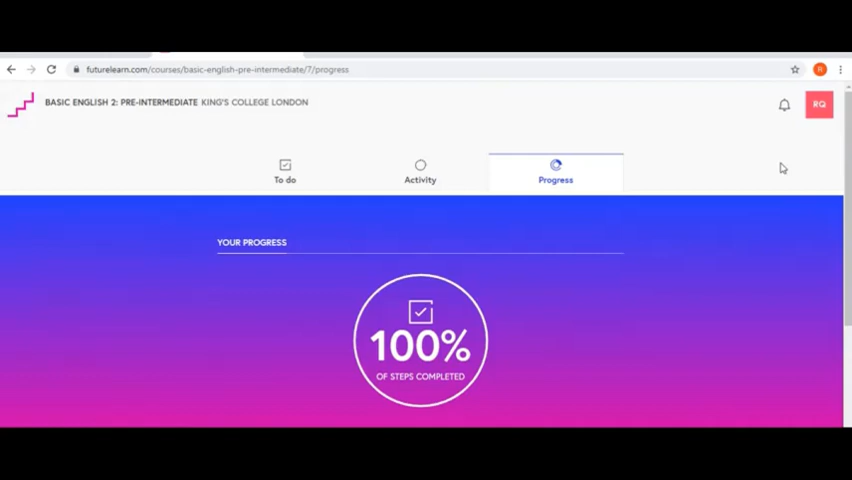 futurelearn.com/courses/basic-english-pre-intermediate/7/progress
R
BASIC ENGLISH 2: PRE-INTERMEDIATE KING'S COLLEGE LONDON
RQ
To do
Activity
Progress
YOUR PROGRESS
100%
OF STEPS COMPLETED